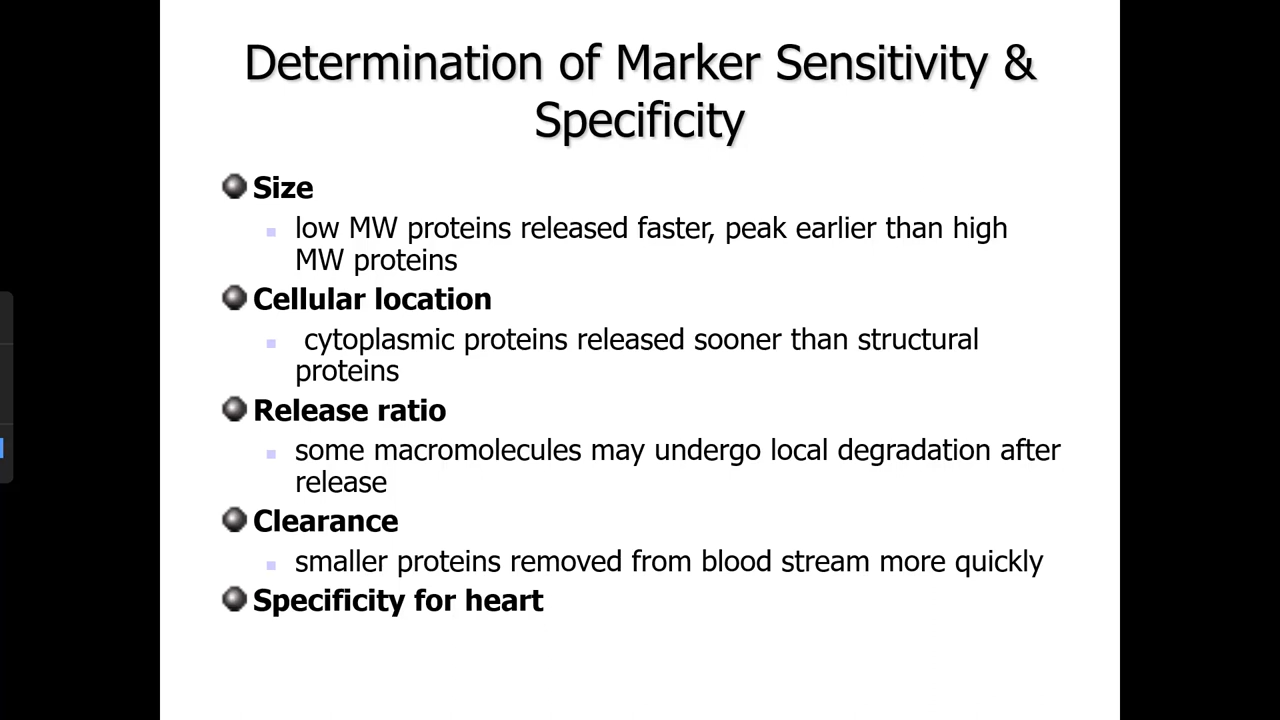 Determination of Marker Sensitivity &
Specificity
Size
low MW proteins released faster, peak earlier than high
MW proteins
Cellular location
cytoplasmic proteins released sooner than structural
proteins
Release ratio
some macromolecules may undergo local degradation after
release
Clearance
smaller proteins removed from blood stream more quickly
Specificity for heart